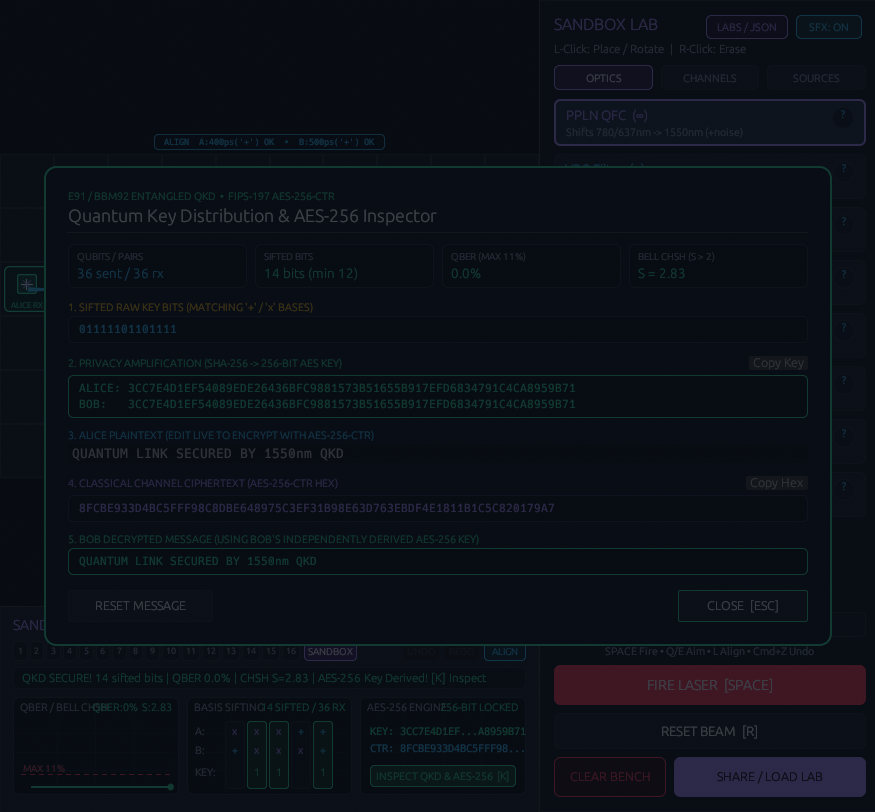 SANDBOX LAB
LABS / JSON
SFX: ON
L-Click: Place / Rotate | R-Click: Erase
OPTICS
CHANNELS
SOURCES
PPLN QFC (∞)
?
Shifts 780/637nm -> 1550nm (+noise)
ALIGN A:400ps('+') OK • B:500ps('+') OK
?
?
?
?
?
?
?
ALICE RX
E91 / BBM92 ENTANGLED QKD • FIPS-197 AES-256-CTR
Quantum Key Distribution & AES-256 Inspector
QUBITS / PAIRS
36 sent / 36 rx
SIFTED BITS
14 bits (min 12)
QBER (MAX 11%)
0.0%
BELL CHSH (S > 2)
S = 2.83
1. SIFTED RAW KEY BITS (MATCHING '+' / 'x' BASES)
01111101101111
2. PRIVACY AMPLIFICATION (SHA-256 -> 256-BIT AES KEY)
Copy Key
ALICE: 3CC7E4D1EF54089EDE26436BFC9881573B51655B917EFD6834791C4CA8959B71
BOB: 3CC7E4D1EF54089EDE26436BFC9881573B51655B917EFD6834791C4CA8959B71
3. ALICE PLAINTEXT (EDIT LIVE TO ENCRYPT WITH AES-256-CTR)
QUANTUM LINK SECURED BY 1550nm QKD
4. CLASSICAL CHANNEL CIPHERTEXT (AES-256-CTR HEX)
Copy Hex
8FCBE933D4BC5FFF98C8DBE648975C3EF31B98E63D763EBDF4E1811B1C5C820179A7
5. BOB DECRYPTED MESSAGE (USING BOB'S INDEPENDENTLY DERIVED AES-256 KEY)
QUANTUM LINK SECURED BY 1550nm QKD
RESET MESSAGE
CLOSE [ESC]
1 2 3 4 5 6 7 8 9 10 11 12 13 14 15 16 SANDBOX
ALIGN
SPACE Fire • Q/E Aim • L Align • Cmd+Z Undo
QKD SECURE! 14 sifted bits | QBER 0.0% | CHSH S=2.83 | AES-256 Key Derived! [K] Inspect
FIRE LASER [SPACE]
QBER / BELL CHSH
QBER:0% S:2.83
BASIS SIFTING
14 SIFTED / 36 RX
AES-256 ENGINE
256-BIT LOCKED
A: x x x + +
B: + x x x +
KEY: 1 1 1
KEY: 3CC7E4D1EF...A8959B71
CTR: 8FCBE933D4BC5FFF98...
MAX 11%
INSPECT QKD & AES-256 [K]
RESET BEAM [R]
CLEAR BENCH
SHARE / LOAD LAB